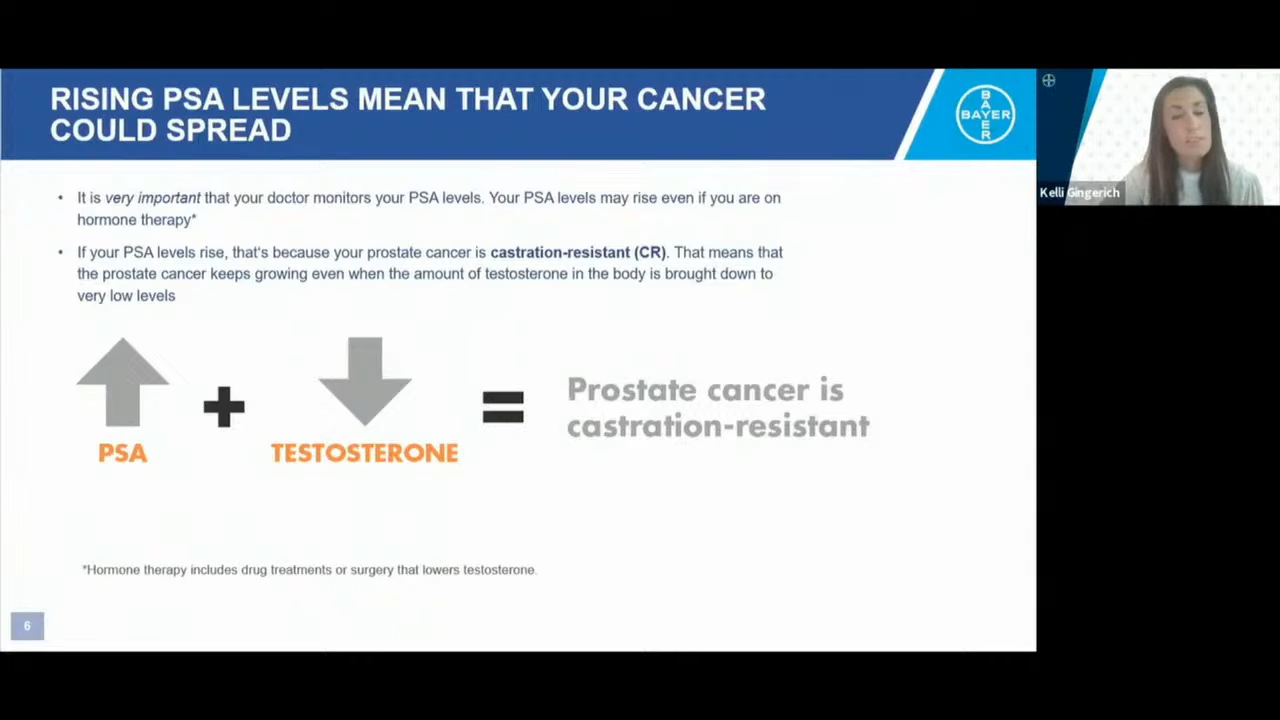 RISING PSA LEVELS MEAN THAT YOUR CANCER
COULD SPREAD
BAYER
BAYER
Kelli Gingerich
• It is very important that your doctor monitors your PSA levels. Your PSA levels may rise even if you are on
hormone therapy*
• If your PSA levels rise, that's because your prostate cancer is castration-resistant (CR). That means that
the prostate cancer keeps growing even when the amount of testosterone in the body is brought down to
very low levels
+
=
Prostate cancer is
castration-resistant
PSA
TESTOSTERONE
*Hormone therapy includes drug treatments or surgery that lowers testosterone.
6